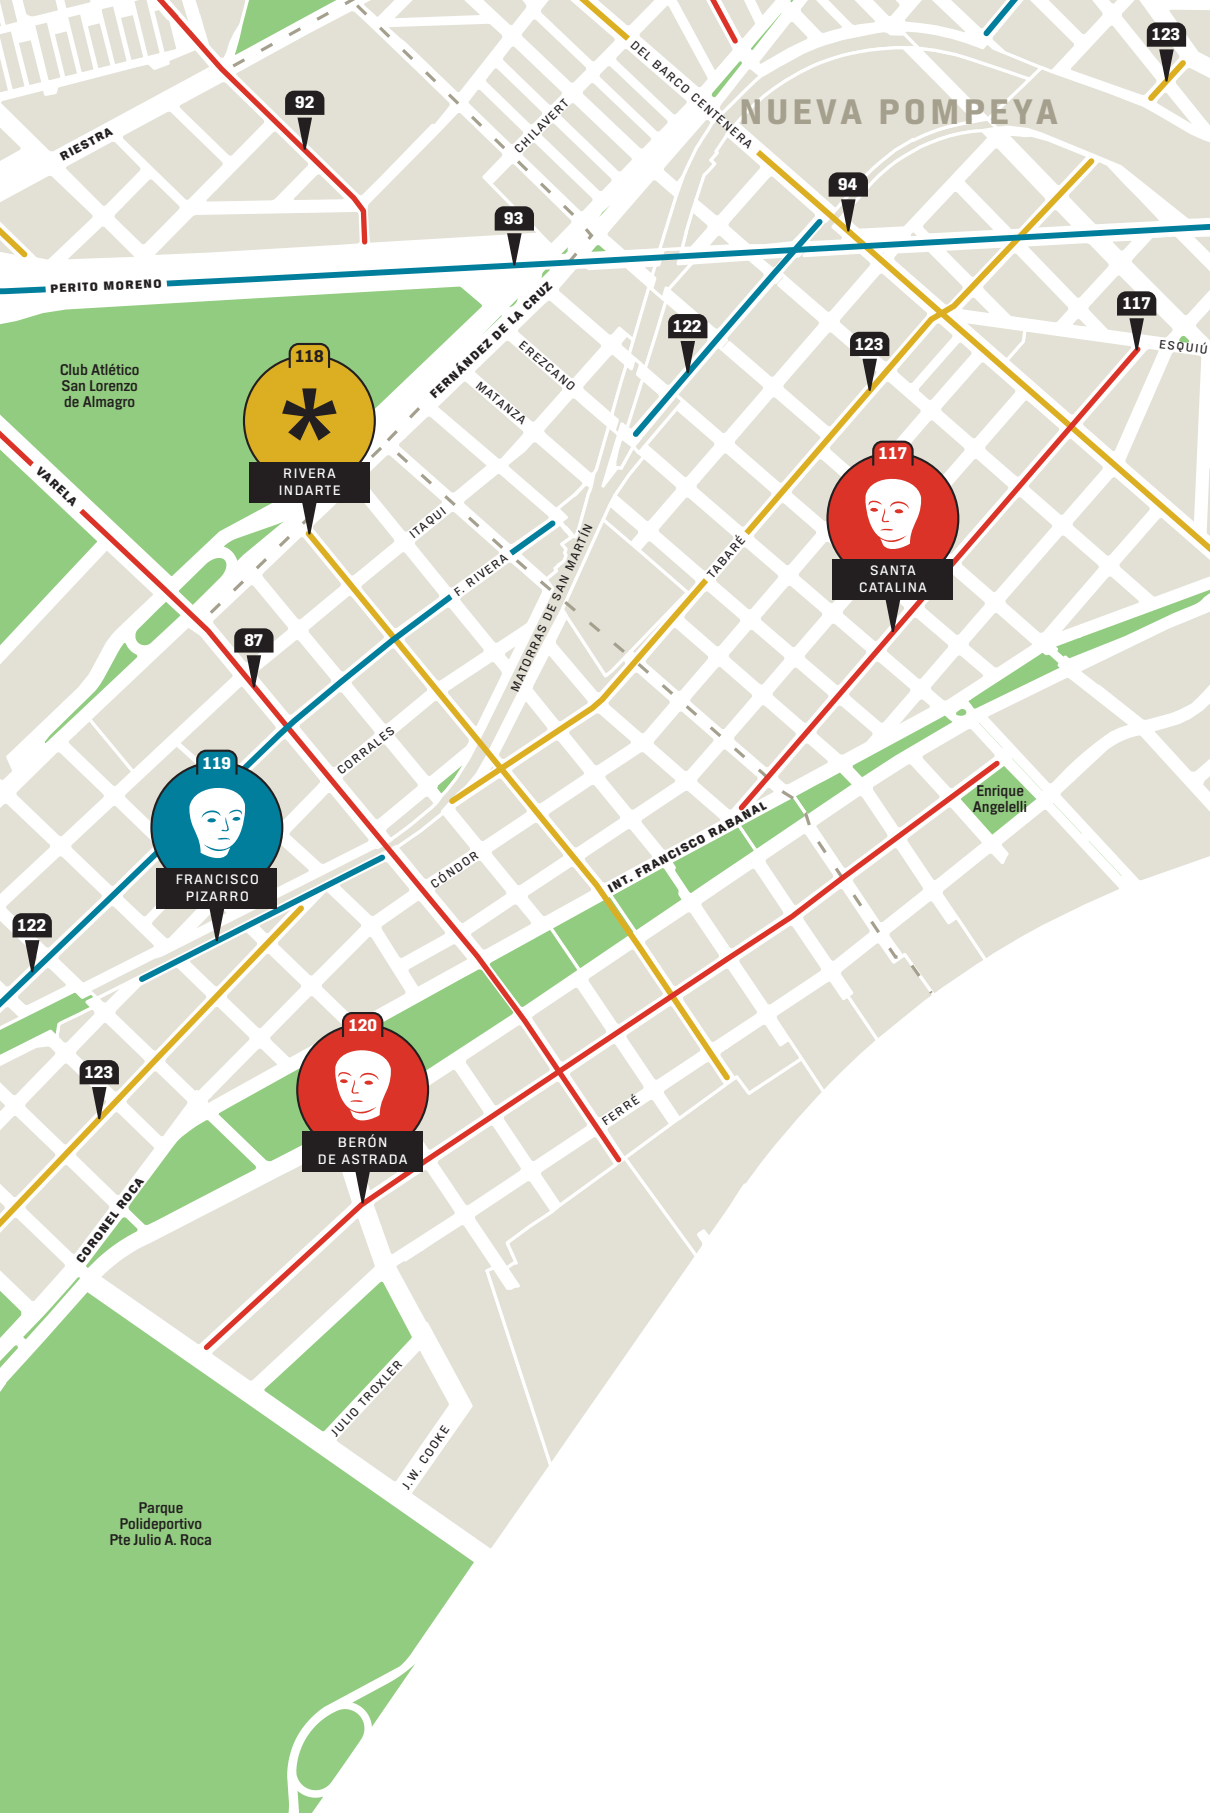 123
DEL BARCO CENTENERA
92
NUEVA POMPEYA
CHILAVERT
RIESTRA
94
93
PERITO MORENO
117
122
123
ESQUIÚ
FERNÁNDEZ DE LA CRUZ
EREZCANO
MATANZA
Club Atlético
San Lorenzo
de Almagro
118
RIVERA
INDARTE
VARELA
117
SANTA
CATALINA
ITAQUI
F. RIVERA
MATORRAS DE SAN MARTÍN
TABARÉ
87
CORRALES
119
FRANCISCO
PIZARRO
CÓNDOR
INT. FRANCISCO RABANAL
Enrique
Angelelli
122
120
BERÓN
DE ASTRADA
123
FERRÉ
CORONEL ROCA
JULIO TROXLER
J.W. COOKE
Parque
Polideportivo
Pte Julio A. Roca